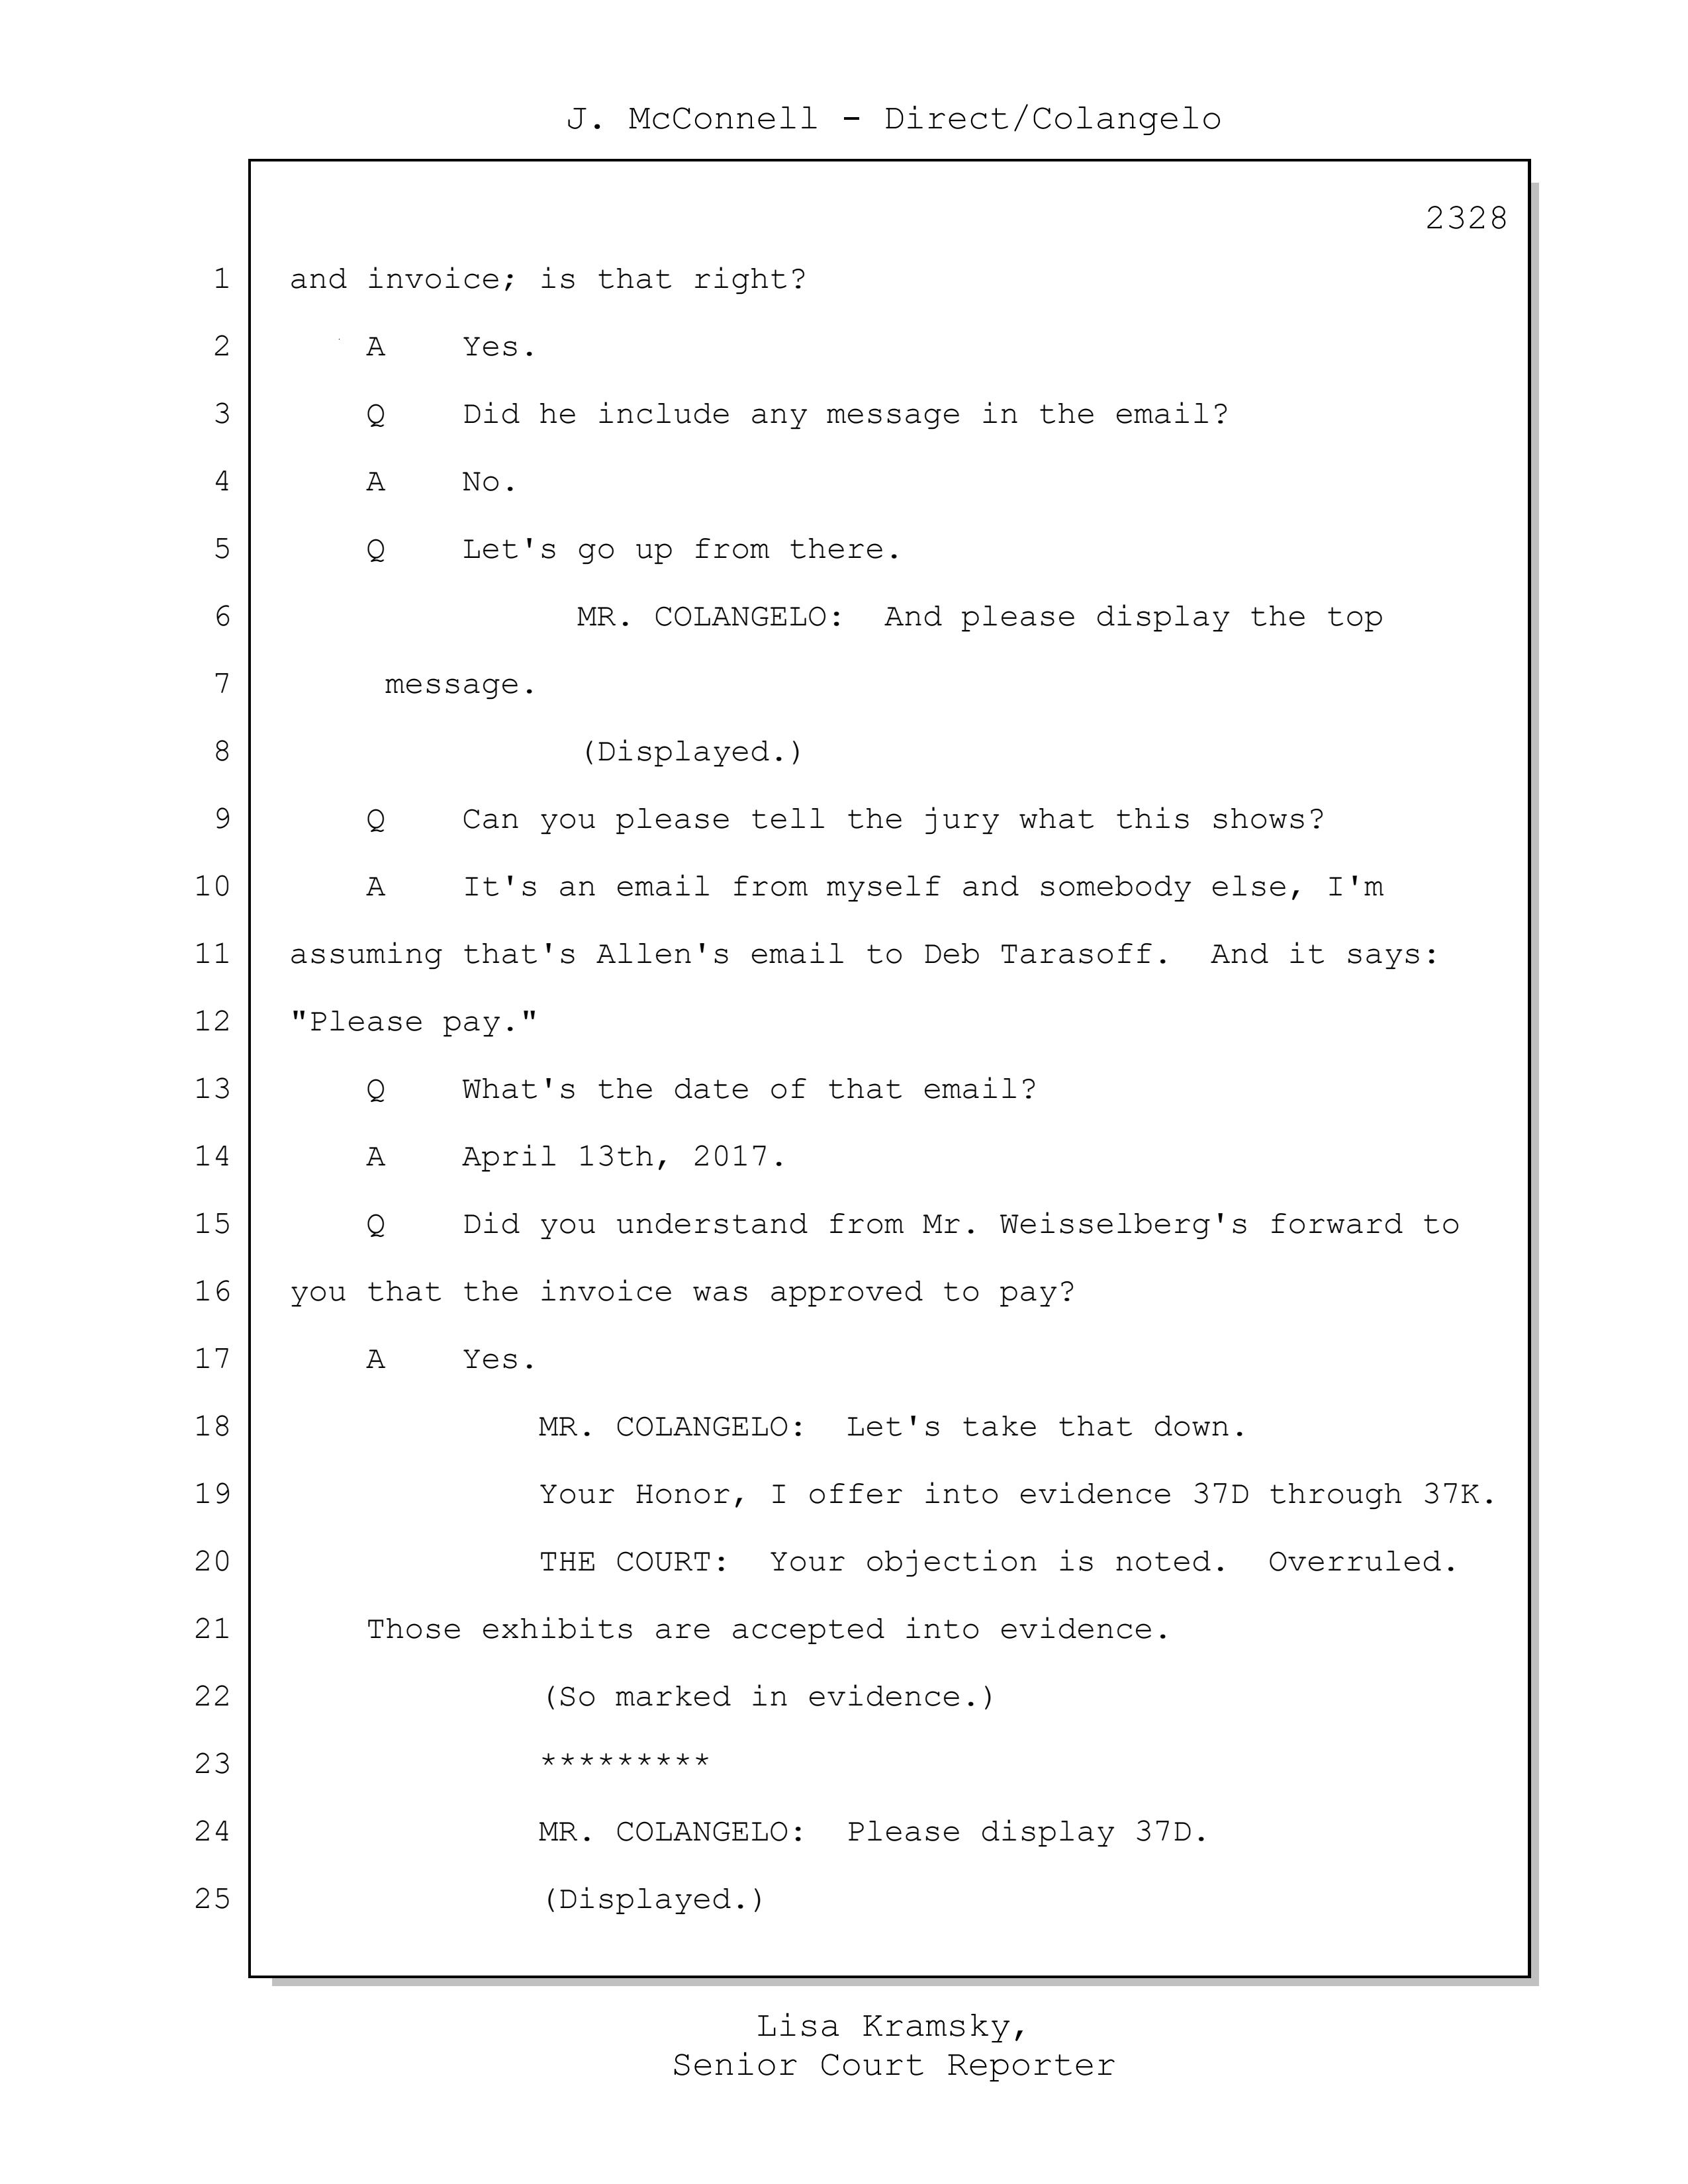 J. McConnell - Direct/Colangelo
2328
1 and invoice; is that right?
2 A Yes.
3 Q Did he include any message in the email?
4 A No.
5 Q Let's go up from there.
6 MR. COLANGELO: And please display the top
7 message.
8 (Displayed.)
9 Q Can you please tell the jury what this shows?
10 A It's an email from myself and somebody else, I'm
11 assuming that's Allen's email to Deb Tarasoff. And it says:
12 "Please pay."
13 Q What's the date of that email?
14 A April 13th, 2017.
15 Q Did you understand from Mr. Weisselberg's forward to
16 you that the invoice was approved to pay?
17 A Yes.
18 MR. COLANGELO: Let's take that down.
19 Your Honor, I offer into evidence 37D through 37K.
20 THE COURT: Your objection is noted. Overruled.
21 Those exhibits are accepted into evidence.
22 (So marked in evidence.)
23 *********
24 MR. COLANGELO: Please display 37D.
25 (Displayed.)
Lisa Kramsky,
Senior Court Reporter